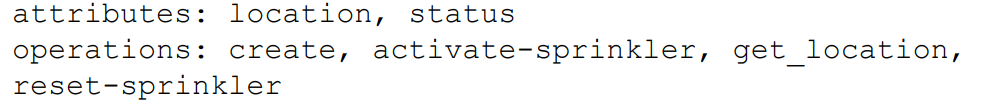 attributes: location, status
operations: create, activate-sprinkler, get_location,
reset-sprinkler